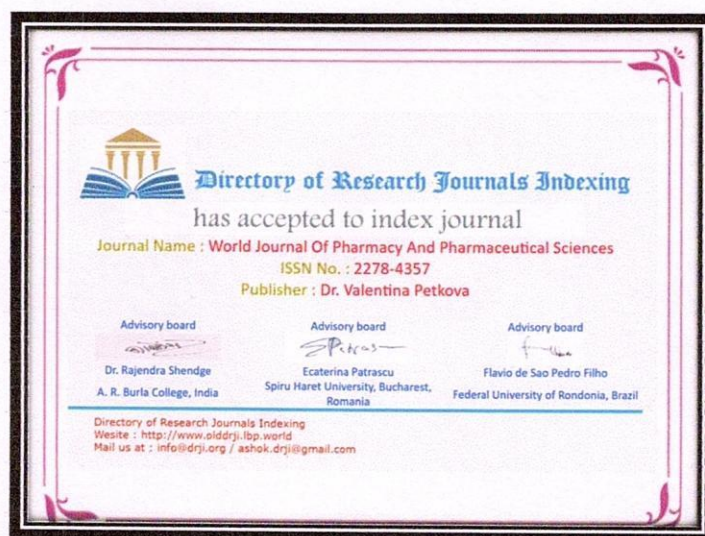 Directory of Research Journals Indexing
has accepted to index journal
Journal Name : World Journal Of Pharmacy And Pharmaceutical Sciences
ISSN No. : 2278-4357
Publisher : Dr. Valentina Petkova
Advisory board
Dr. Rajendra Shendge
A. R. Burla College, India
Advisory board
Ecaterina Patrascu
Spiru Haret University, Bucharest,
Romania
Advisory board
Flavio de Sao Pedro Filho
Federal University of Rondonia, Brazil
Directory of Research Journals Indexing
Wesite : http://www.olddrji.lbp.world
Mail us at : info@drji.org / ashok.drji@gmail.com